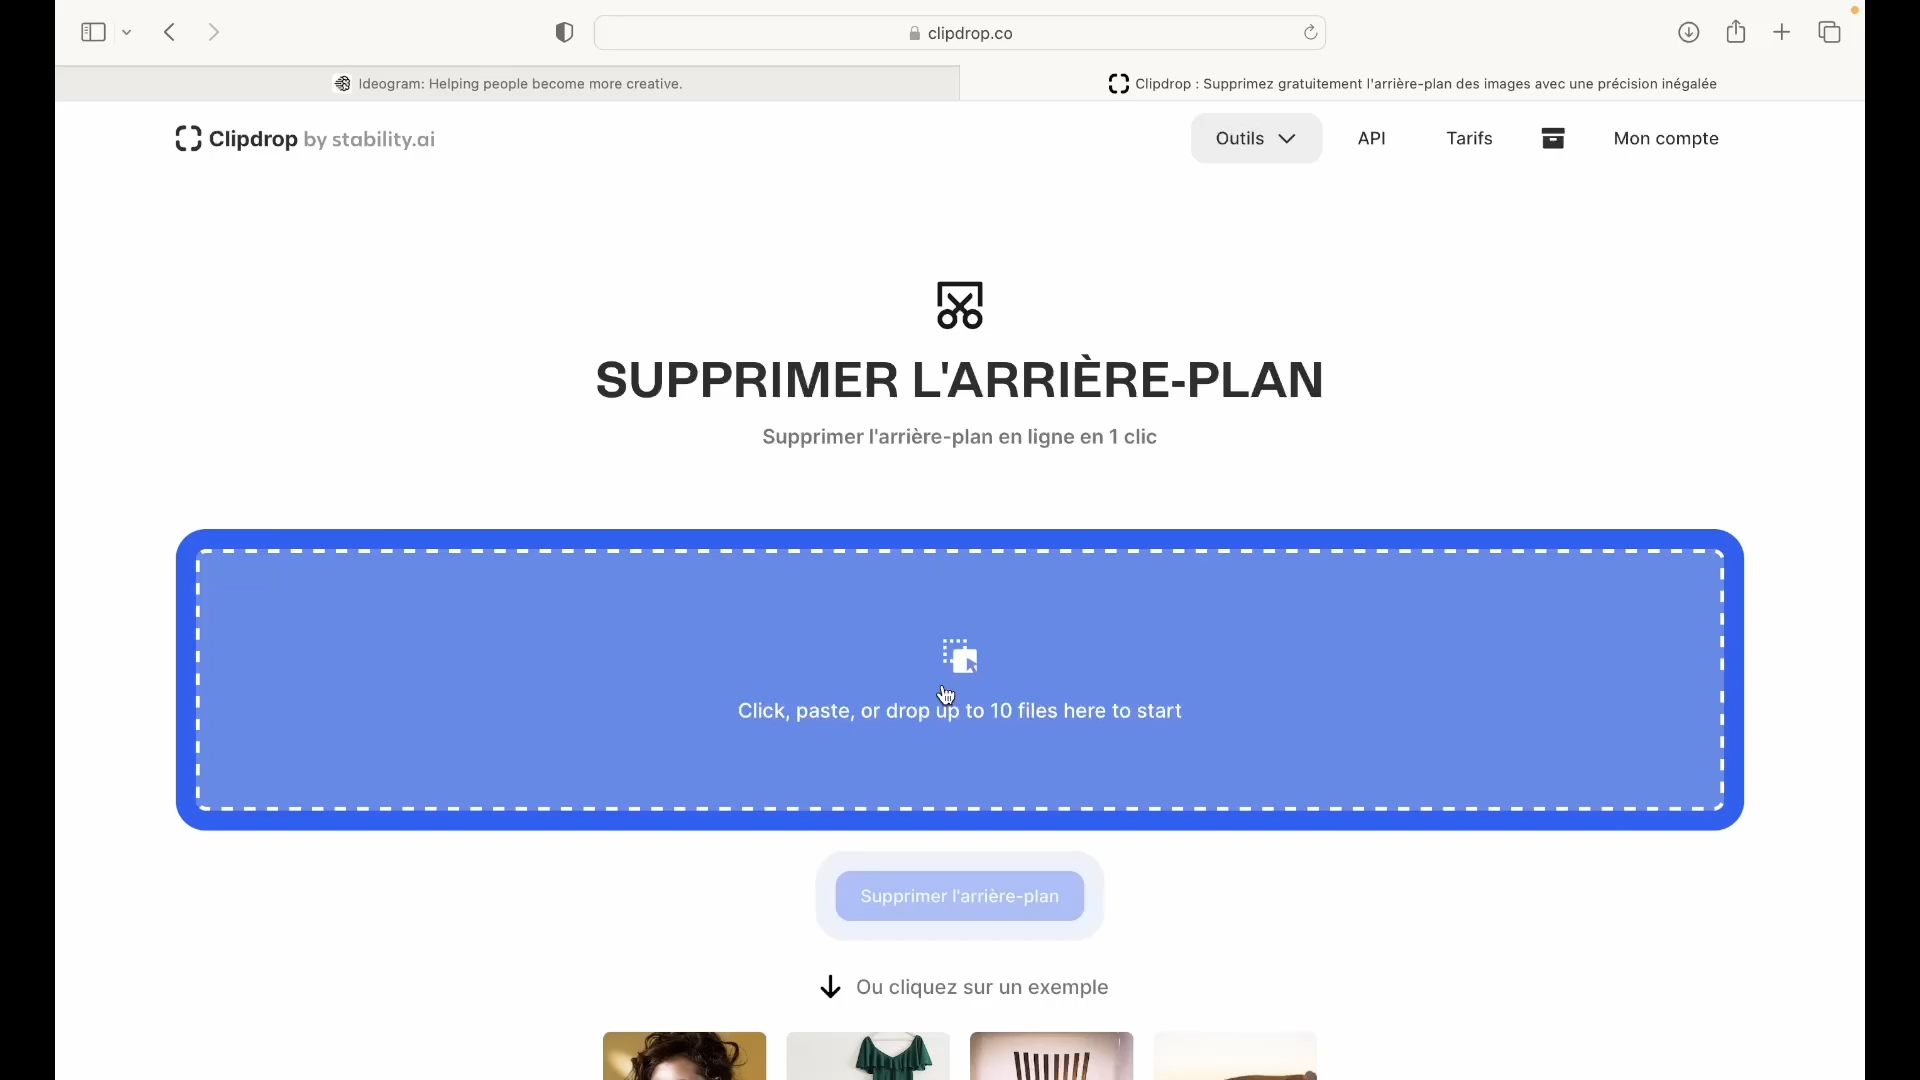 clipdrop.co
Ideogram: Helping people become more creative.
Clipdrop : Supprimez gratuitement l'arrière-plan des images avec une précision inégalée
Clipdrop by stability.ai
Outils
API
Tarifs
Mon compte
SUPPRIMER L'ARRIÈRE-PLAN
Supprimer l'arrière-plan en ligne en 1 clic
Click, paste, or drop up to 10 files here to start
Supprimer l'arrière-plan
Ou cliquez sur un exemple